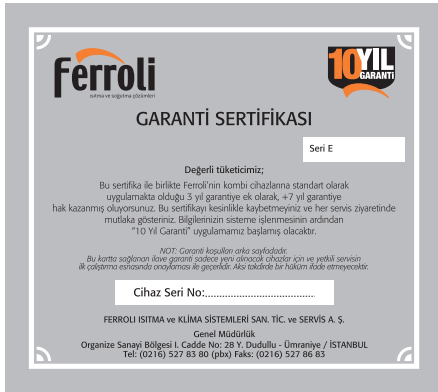 Ferroli
ısıtma ve soğutma çözümleri
10 YIL
GARANTİ
GARANTİ SERTİFİKASI
Seri E
Değerli tüketicimiz;
Bu sertifika ile birlikte Ferroli'nin kombi cihazlarına standart olarak
uygulamakta olduğu 3 yıl garantiye ek olarak, +7 yıl garantiye
hak kazanmış oluyorsunuz. Bu sertifikayı kesinlikle kaybetmeyiniz ve her servis ziyaretinde
mutlaka gösteriniz. Bilgilerinizin sisteme işlenmesinin ardından
"10 Yıl Garanti" uygulamamız başlamış olacaktır.
NOT: Garanti koşulları arka sayfadadır.
Bu kartta sağlanan ilave garanti sadece yeni alınacak cihazlar için ve yetkili servisin
ilk çalıştırma esnasında onaylaması ile geçerlidir. Aksi takdirde bir hüküm ifade etmeyecektir.
Cihaz Seri No:....................................
FERROLI ISITMA ve KLİMA SİSTEMLERİ SAN. TİC. ve SERVİS A. Ş.
Genel Müdürlük
Organize Sanayi Bölgesi I. Cadde No: 28 Y. Dudullu - Ümraniye / İSTANBUL
Tel: (0216) 527 83 80 (pbx) Faks: (0216) 527 86 83